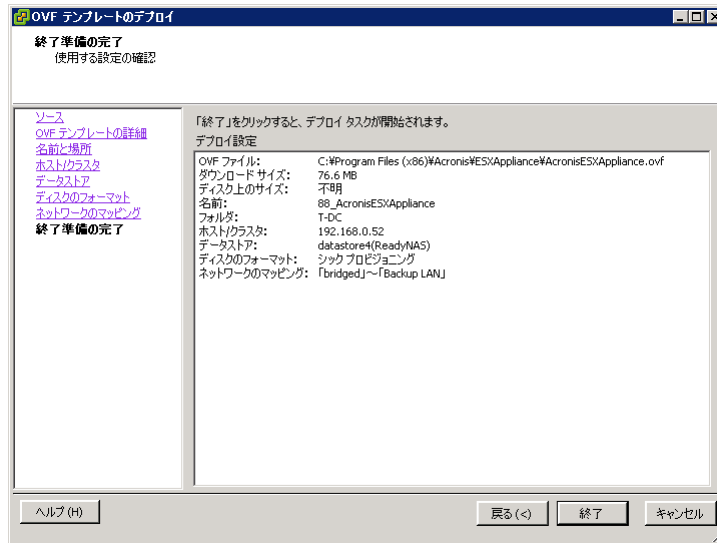 OVF テンプレートのデプロイ
終了準備の完了
使用する設定の確認
ソース
OVF テンプレートの詳細
名前と場所
ホスト/クラスタ
データストア
ディスクのフォーマット
ネットワークのマッピング
終了準備の完了
「終了」をクリックすると、デプロイ タスクが開始されます。
デプロイ設定
OVF ファイル: C:¥Program Files (x86)¥Acronis¥ESXAppliance¥AcronisESXAppliance.ovf
ダウンロード サイズ: 76.6 MB
ディスク上のサイズ: 不明
名前: 88_AcronisESXAppliance
フォルダ: T-DC
ホスト/クラスタ: 192.168.0.52
データストア: datastore4(ReadyNAS)
ディスクのフォーマット: シック プロビジョニング
ネットワークのマッピング: 「bridged」～「Backup LAN」
ヘルプ (H)
戻る (<)
終了
キャンセル